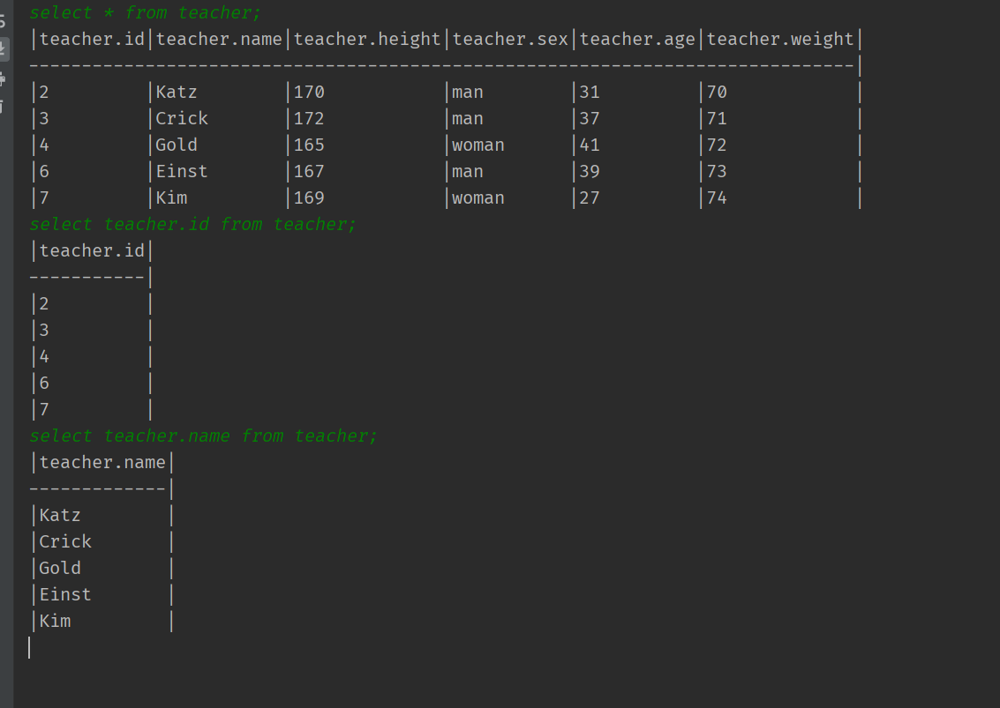 select * from teacher;
|teacher.id|teacher.name|teacher.height|teacher.sex|teacher.age|teacher.weight|
------------------------------------------------------------------------------|
|2         |Katz        |170           |man        |31         |70            |
|3         |Crick       |172           |man        |37         |71            |
|4         |Gold        |165           |woman      |41         |72            |
|6         |Einst       |167           |man        |39         |73            |
|7         |Kim         |169           |woman      |27         |74            |
select teacher.id from teacher;
|teacher.id|
-----------|
|2         |
|3         |
|4         |
|6         |
|7         |
select teacher.name from teacher;
|teacher.name|
-------------|
|Katz        |
|Crick       |
|Gold        |
|Einst       |
|Kim         |